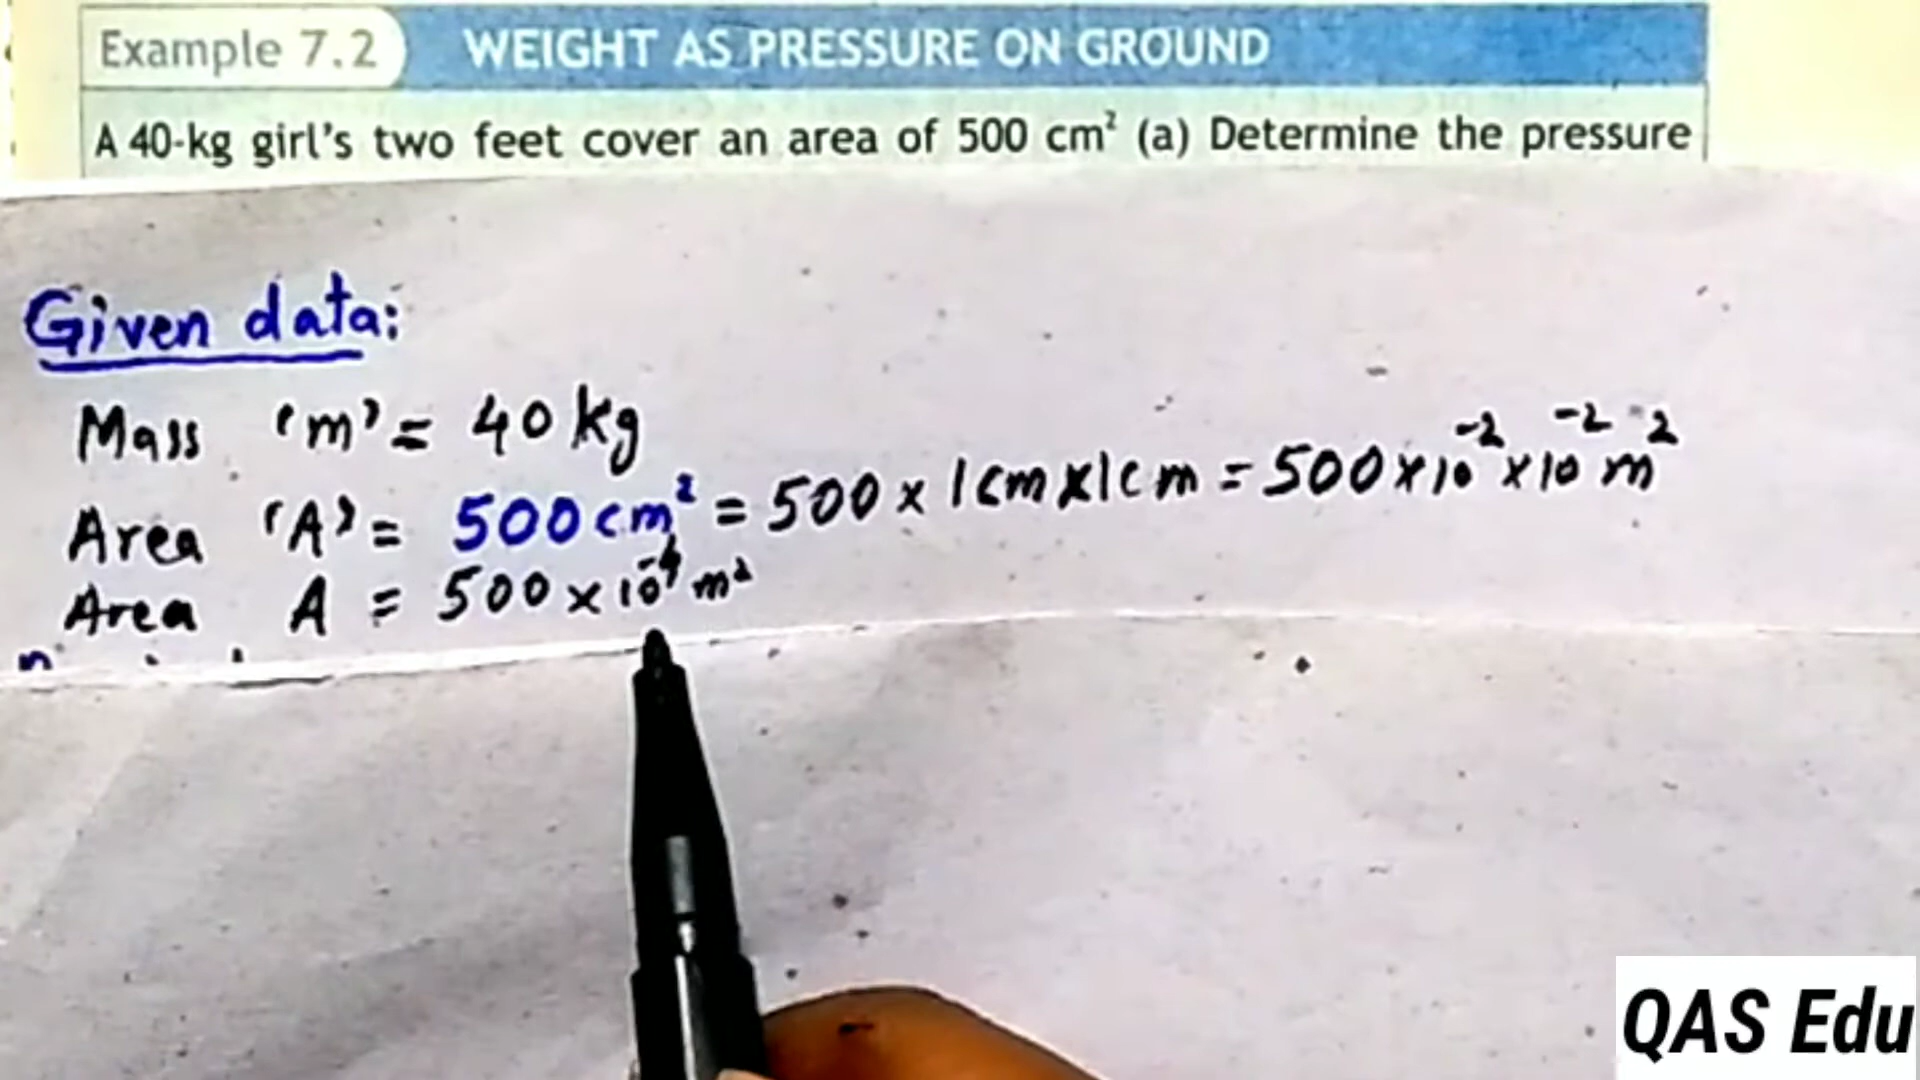 Example 7.2 WEIGHT AS PRESSURE ON GROUND
A 40-kg girl's two feet cover an area of 500 cm² (a) Determine the pressure
Given data:
Mass 'm' = 40 kg
Area 'A' = 500 cm² = 500 × 1cm × 1cm = 500 × 10⁻² × 10⁻² m²
Area A = 500 × 10⁻⁴ m²
QAS Edu